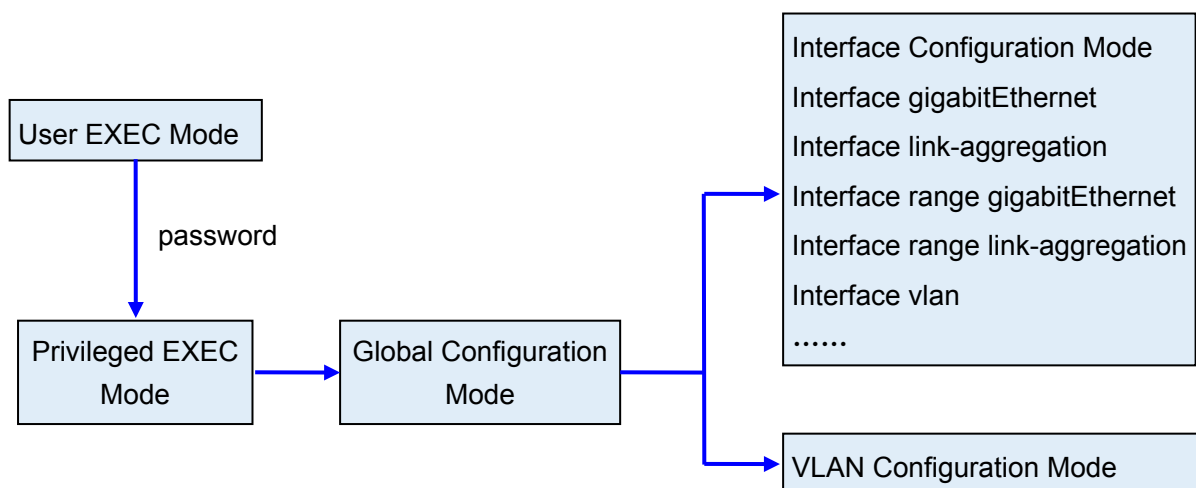 User EXEC Mode
password
Privileged EXEC
Mode
Global Configuration
Mode
Interface Configuration Mode
Interface gigabitEthernet
Interface link-aggregation
Interface range gigabitEthernet
Interface range link-aggregation
Interface vlan
……
VLAN Configuration Mode